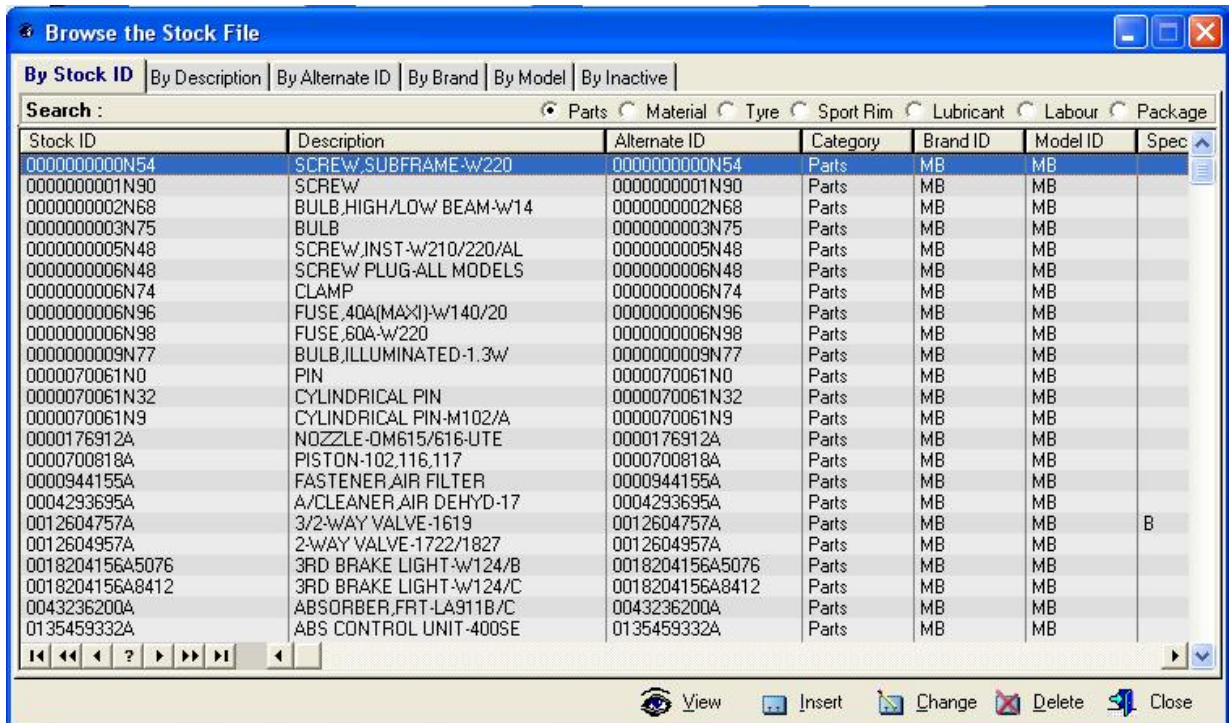 Browse the Stock File
By Stock ID By Description By Alternate ID By Brand By Model By Inactive
Search : Parts Material Tyre Sport Rim Lubricant Labour Package
Stock ID Description Alternate ID Category Brand ID Model ID Spec
0000000000N54 SCREW,SUBFRAME-W220 0000000000N54 Parts MB MB
0000000001N90 SCREW 0000000001N90 Parts MB MB
0000000002N68 BULB,HIGH/LOW BEAM-W14 0000000002N68 Parts MB MB
0000000003N75 BULB 0000000003N75 Parts MB MB
0000000005N48 SCREW,INST-W210/220/AL 0000000005N48 Parts MB MB
0000000006N48 SCREW PLUG-ALL MODELS 0000000006N48 Parts MB MB
0000000006N74 CLAMP 0000000006N74 Parts MB MB
0000000006N96 FUSE,40A(MAXI)-W140/20 0000000006N96 Parts MB MB
0000000006N98 FUSE,60A-W220 0000000006N98 Parts MB MB
0000000009N77 BULB,ILLUMINATED-1.3W 0000000009N77 Parts MB MB
0000070061N0 PIN 0000070061N0 Parts MB MB
0000070061N32 CYLINDRICAL PIN 0000070061N32 Parts MB MB
0000070061N9 CYLINDRICAL PIN-M102/A 0000070061N9 Parts MB MB
0000176912A NOZZLE-OM615/616-UTE 0000176912A Parts MB MB
0000700818A PISTON-102,116,117 0000700818A Parts MB MB
0000944155A FASTENER,AIR FILTER 0000944155A Parts MB MB
0004293695A A/CLEANER,AIR DEHYD-17 0004293695A Parts MB MB
0012604757A 3/2-WAY VALVE-1619 0012604757A Parts MB MB B
0012604957A 2-WAY VALVE-1722/1827 0012604957A Parts MB MB
0018204156A5076 3RD BRAKE LIGHT-W124/B 0018204156A5076 Parts MB MB
0018204156A8412 3RD BRAKE LIGHT-W124/C 0018204156A8412 Parts MB MB
0043236200A ABSORBER,FRT-LA911B/C 0043236200A Parts MB MB
0135459332A ABS CONTROL UNIT-400SE 0135459332A Parts MB MB
?
View Insert Change Delete Close